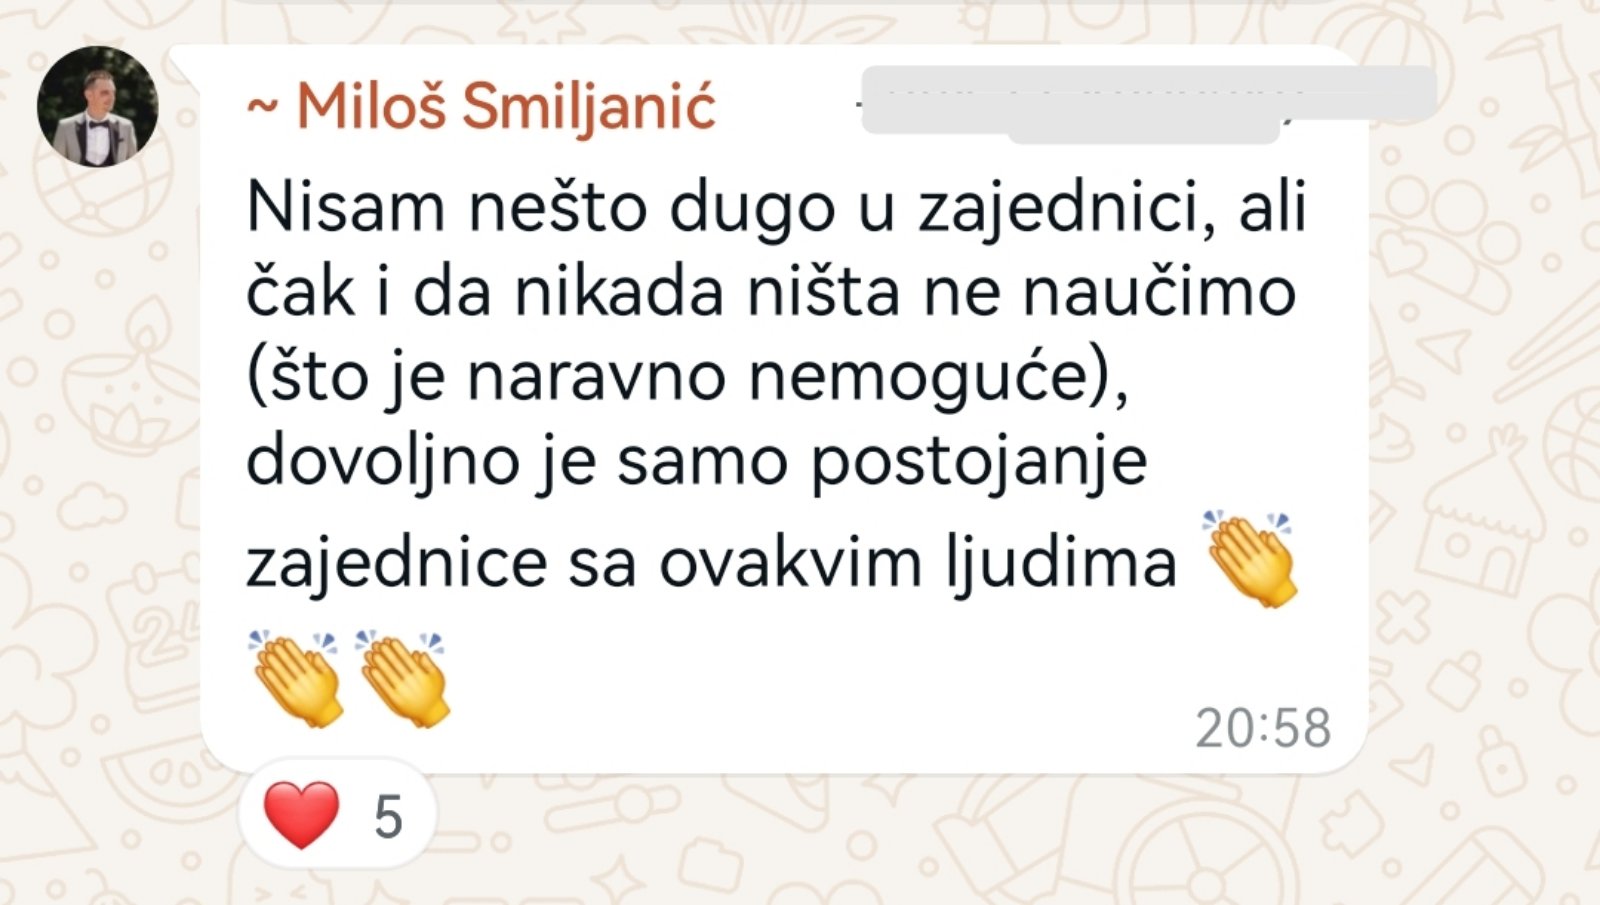 ~ Miloš Smiljanić
Nisam nešto dugo u zajednici, ali
čak i da nikada ništa ne naučimo
(što je naravno nemoguće),
dovoljno je samo postojanje
zajednice sa ovakvim ljudima 👏
👏👏
20:58
❤️ 5